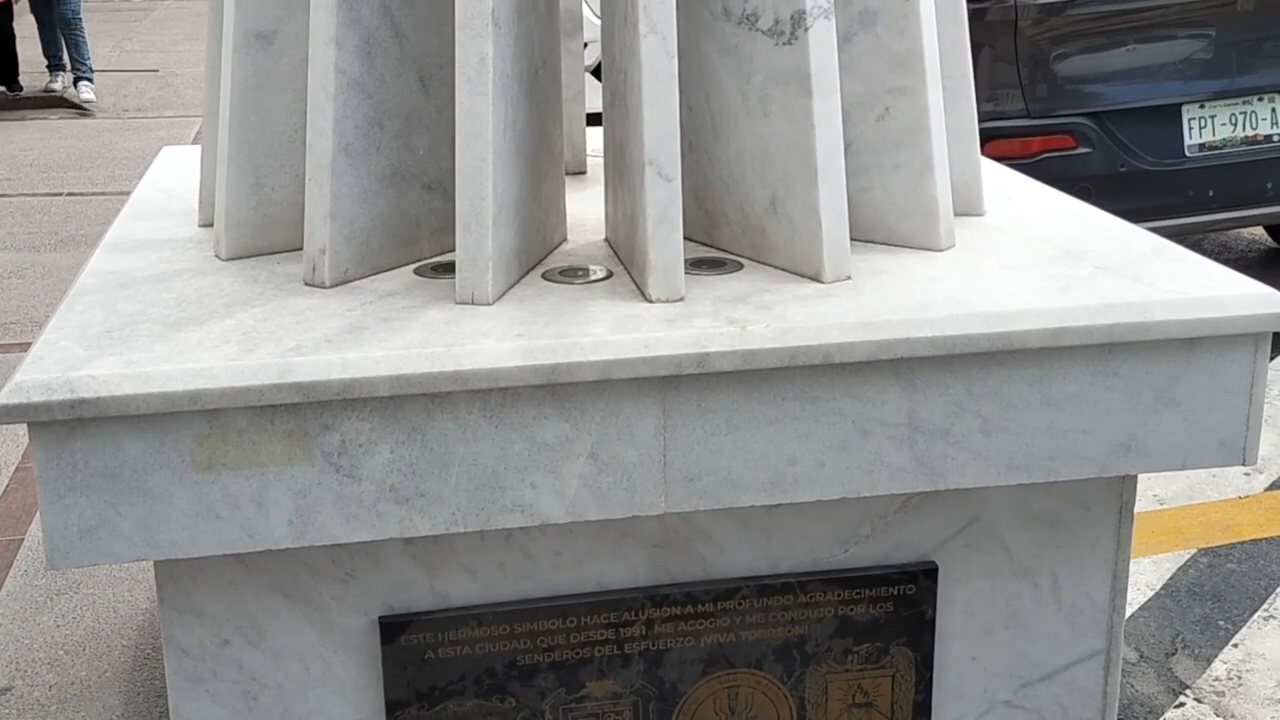 FPT-970-A
ESTE HERMOSO SIMBOLO HACE ALUSION A MI PROFUNDO AGRADECIMIENTO
A ESTA CIUDAD, QUE DESDE 1991, ME ACOGIO Y ME CONDUJO POR LOS
SENDEROS DEL ESFUERZO. ¡VIVA TORREÓN!